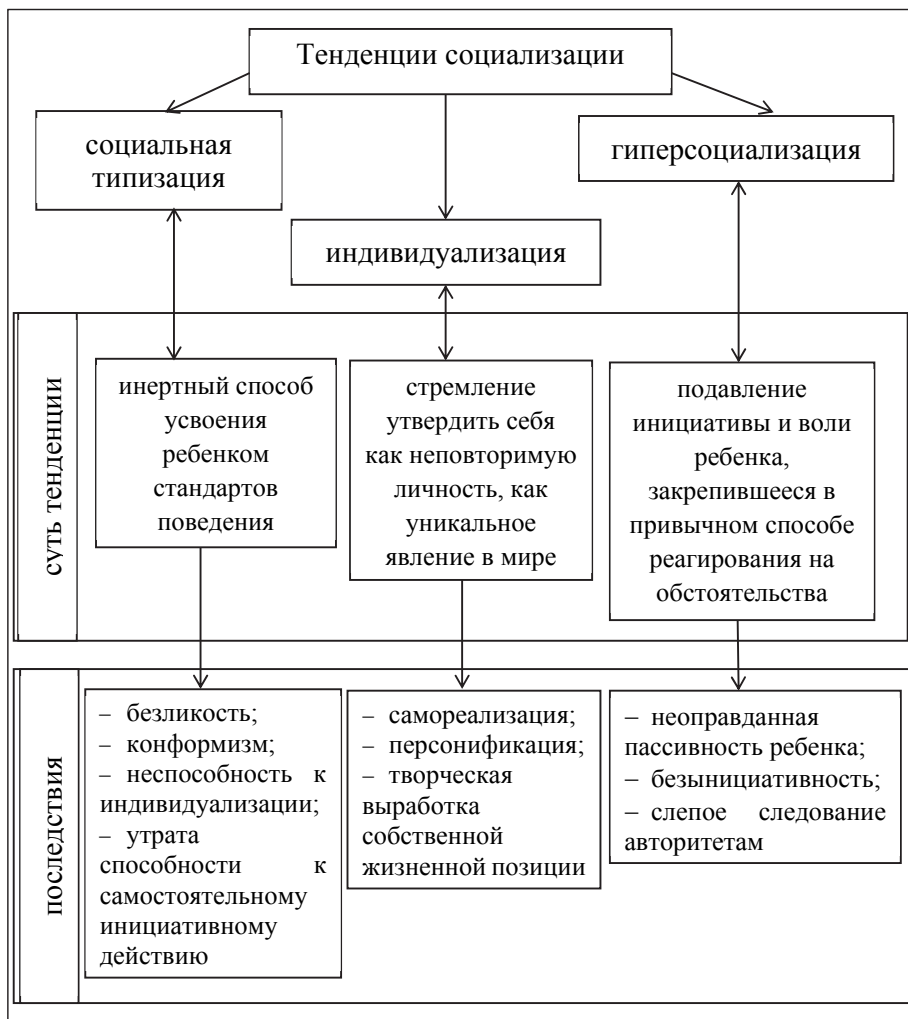 Тенденции социализации
социальная
типизация
гиперсоциализация
индивидуализация
суть тенденции
инертный способ
усвоения
ребенком
стандартов
поведения
стремление
утвердить себя
как неповторимую
личность, как
уникальное
явление в мире
подавление
инициативы и воли
ребенка,
закрепившееся в
привычном способе
реагирования на
обстоятельства
последствия
– безликость;
– конформизм;
– неспособность к
индивидуализации;
– утрата
способности к
самостоятельному
инициативному
действию
– самореализация;
– персонификация;
– творческая
выработка
собственной
жизненной позиции
– неоправданная
пассивность ребенка;
– безынициативность;
– слепое следование
авторитетам